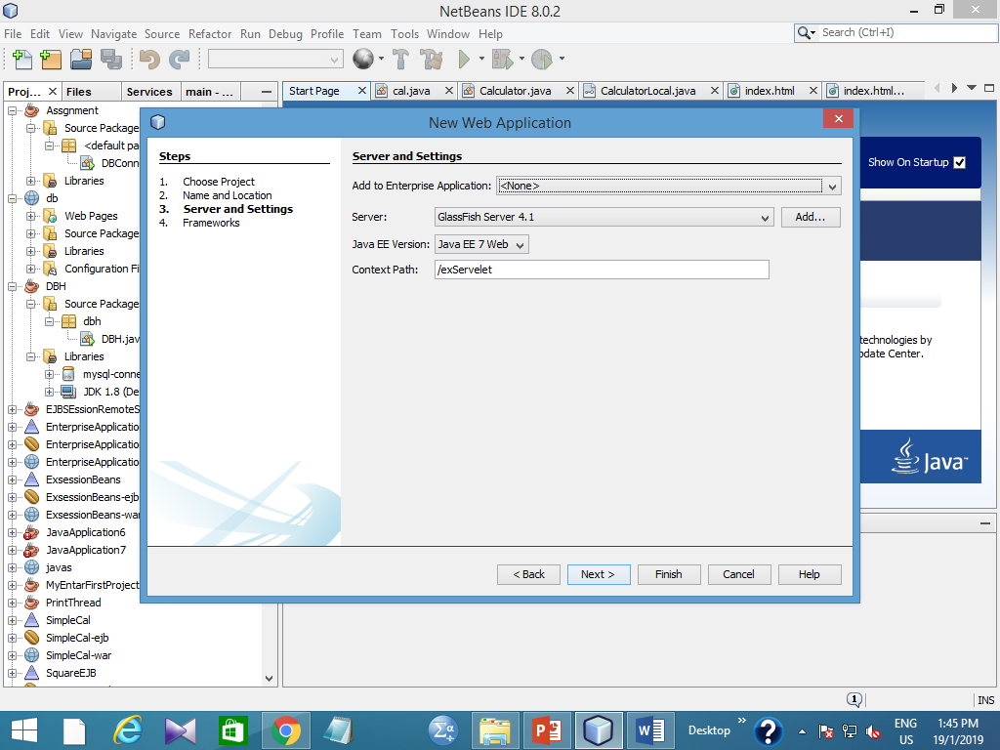 NetBeans IDE 8.0.2
File Edit View Navigate Source Refactor Run Debug Profile Team Tools Window Help
Search (Ctrl+I)
Proj... Files Services main - ...
Start Page cal.java Calculator.java CalculatorLocal.java index.html index.html...
Assgnment
Source Package
<default pa
DBConn
Libraries
db
Web Pages
Source Package
Libraries
Configuration Fi
DBH
Source Package
dbh
DBH.jav
Libraries
mysql-conne
JDK 1.8 (De
EJBSEssionRemoteS
EnterpriseApplicatio
EnterpriseApplicatio
EnterpriseApplicatio
ExsessionBeans
ExsessionBeans-ejb
ExsessionBeans-war
JavaApplication6
JavaApplication7
javas
MyEntarFirstProject
PrintThread
SimpleCal
SimpleCal-ejb
SimpleCal-war
SquareEJB
New Web Application
Steps
1. Choose Project
2. Name and Location
3. Server and Settings
4. Frameworks
Server and Settings
Add to Enterprise Application: <None>
Server: GlassFish Server 4.1 Add...
Java EE Version: Java EE 7 Web
Context Path: /exServelet
< Back Next > Finish Cancel Help
Show On Startup
technologies by
pdate Center.
Java™
1 INS
Σα
Desktop » ? ENG US 1:45 PM 19/1/2019